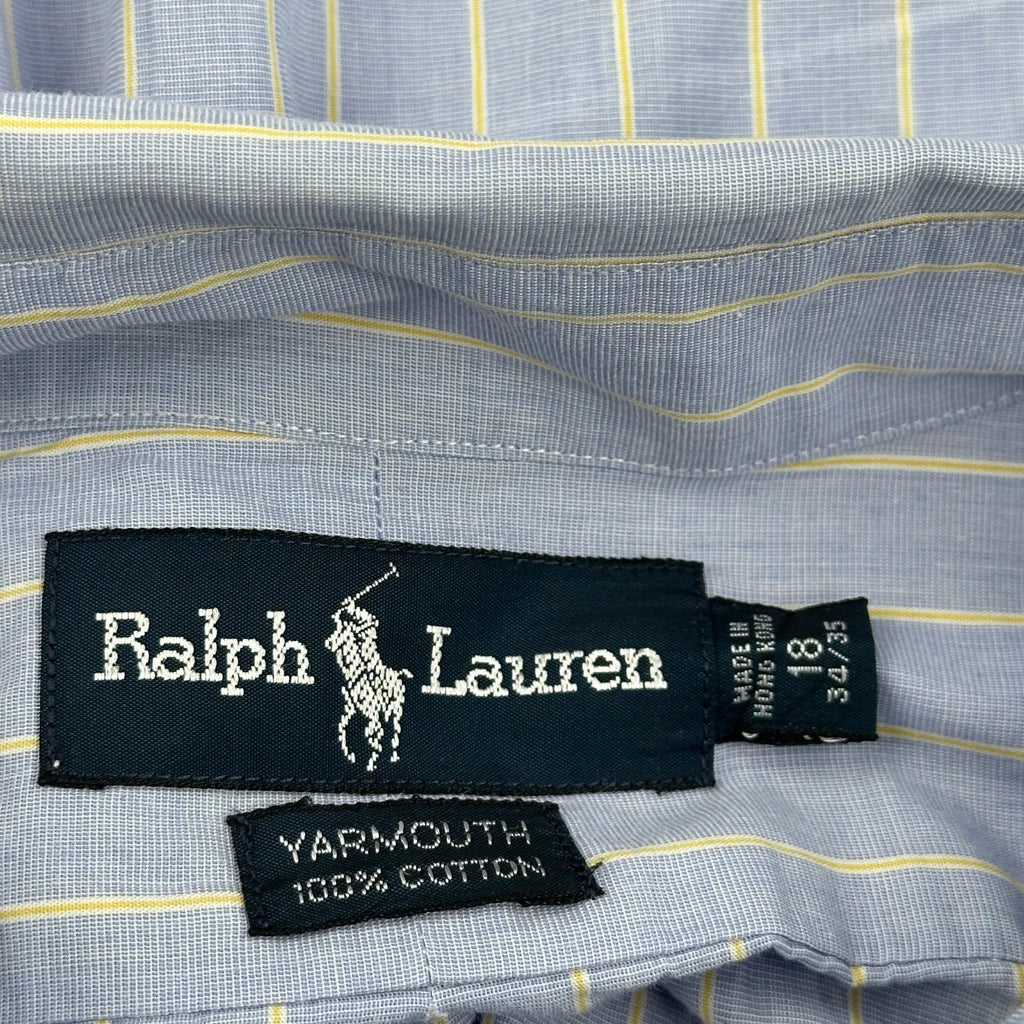 Ralph Lauren
MADE IN
HONG KONG
18
34/35
YARMOUTH
100% COTTON